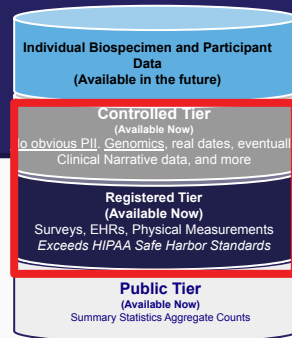 Individual Biospecimen and Participant
Data
(Available in the future)
Controlled Tier
(Available Now)
obvious PII, Genomics, real dates, eventuall
Clinical Narrative data, and more
Registered Tier
(Available Now)
Surveys, EHRs, Physical Measurements
Exceeds HIPAA Safe Harbor Standards
Public Tier
(Available Now)
Summary Statistics Aggregate Counts